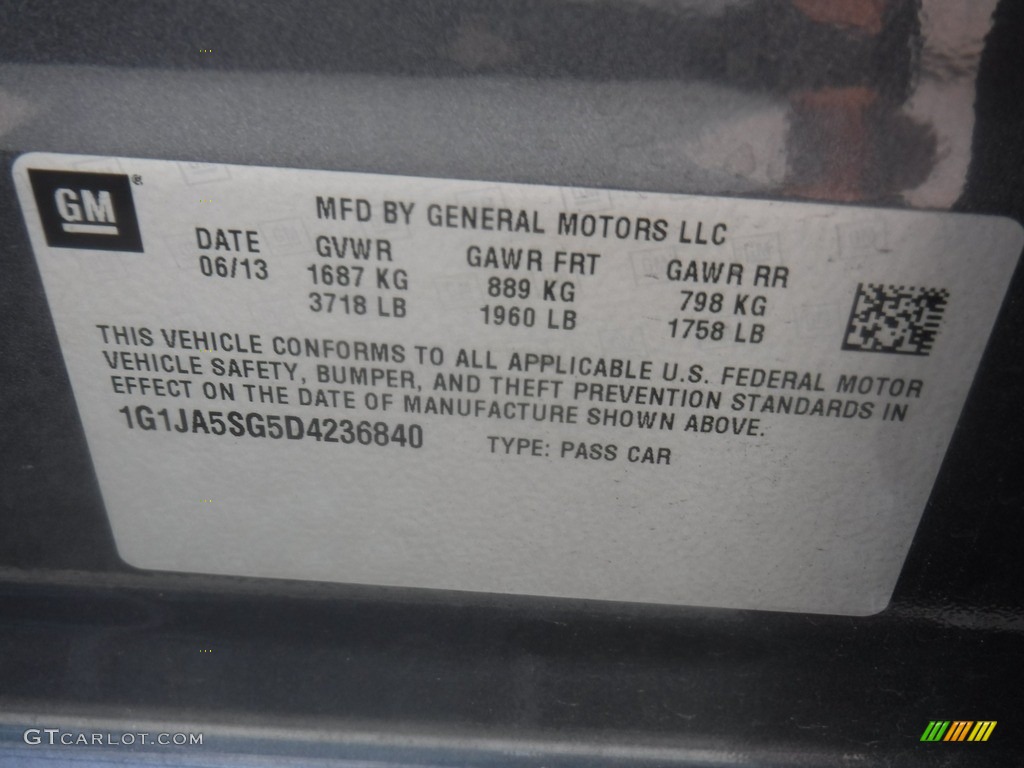 GM
MFD BY GENERAL MOTORS LLC
DATE GVWR GAWR FRT GAWR RR
06/13 1687 KG 889 KG 798 KG
3718 LB 1960 LB 1758 LB
THIS VEHICLE CONFORMS TO ALL APPLICABLE U.S. FEDERAL MOTOR
VEHICLE SAFETY, BUMPER, AND THEFT PREVENTION STANDARDS IN
EFFECT ON THE DATE OF MANUFACTURE SHOWN ABOVE.
1G1JA5SG5D4236840 TYPE: PASS CAR
GTCARLOT.COM